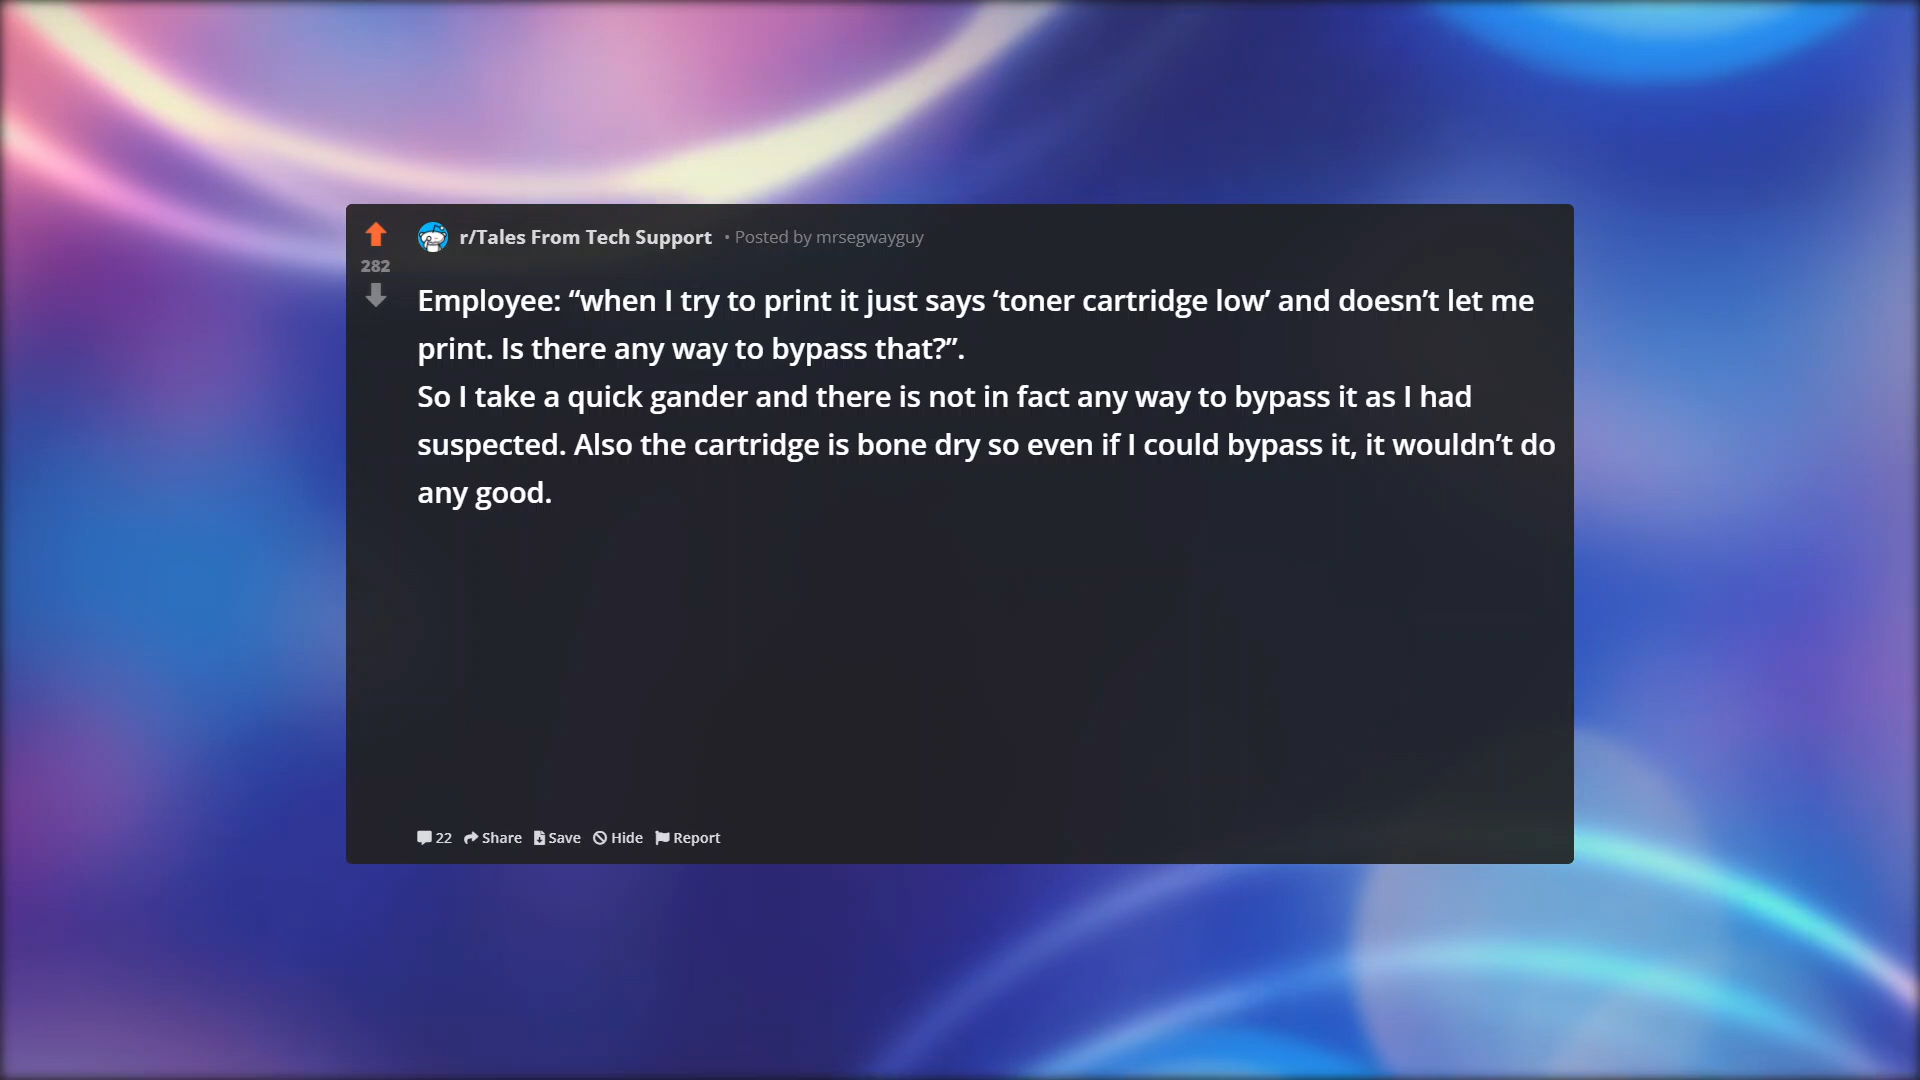 r/Tales From Tech Support • Posted by mrsegwayguy
282
Employee: “when I try to print it just says ‘toner cartridge low’ and doesn’t let me
print. Is there any way to bypass that?”.
So I take a quick gander and there is not in fact any way to bypass it as I had
suspected. Also the cartridge is bone dry so even if I could bypass it, it wouldn’t do
any good.
22 Share Save Hide Report